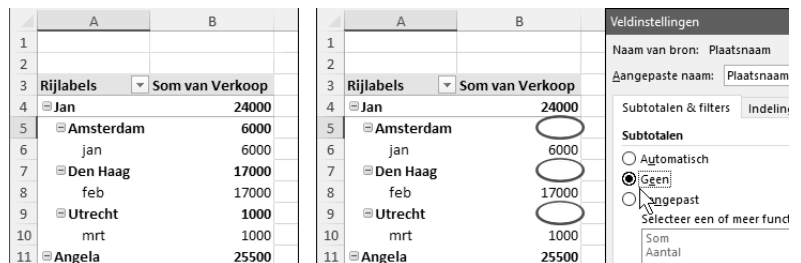 A B
1
2
3 Rijlabels Som van Verkoop
4 Jan 24000
5 Amsterdam 6000
6 jan 6000
7 Den Haag 17000
8 feb 17000
9 Utrecht 1000
10 mrt 1000
11 Angela 25500
A B
1
2
3 Rijlabels Som van Verkoop
4 Jan 24000
5 Amsterdam
6 jan 6000
7 Den Haag
8 feb 17000
9 Utrecht
10 mrt 1000
11 Angela 25500
Veldinstellingen
Naam van bron: Plaatsnaam
Aangepaste naam: Plaatsnaam
Subtotalen & filters Indeling
Subtotalen
Automatisch
Geen
Aangepast
Selecteer een of meer funct
Som
Aantal